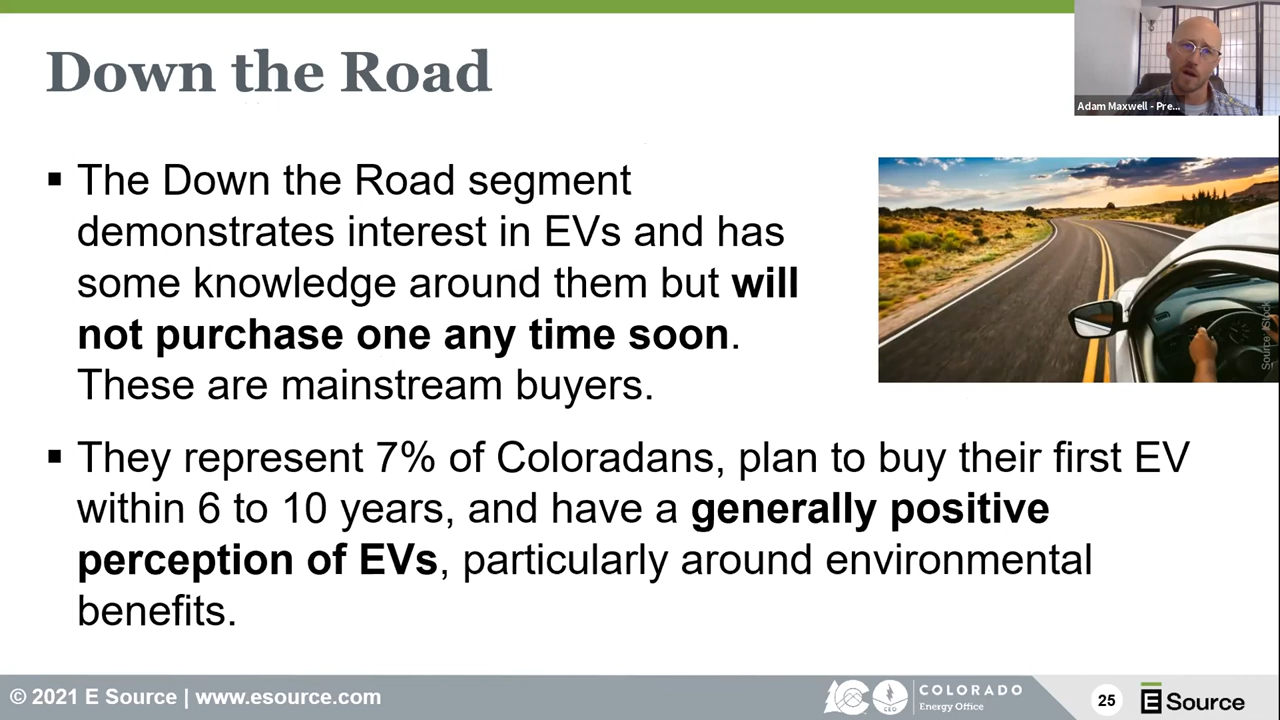 Down the Road
Adam Maxwell - Pre...
▪ The Down the Road segment
demonstrates interest in EVs and has
some knowledge around them but will
not purchase one any time soon.
These are mainstream buyers.
Source: iStock
▪ They represent 7% of Coloradans, plan to buy their first EV
within 6 to 10 years, and have a generally positive
perception of EVs, particularly around environmental
benefits.
© 2021 E Source | www.esource.com
CEO
COLORADO
Energy Office
25
E Source